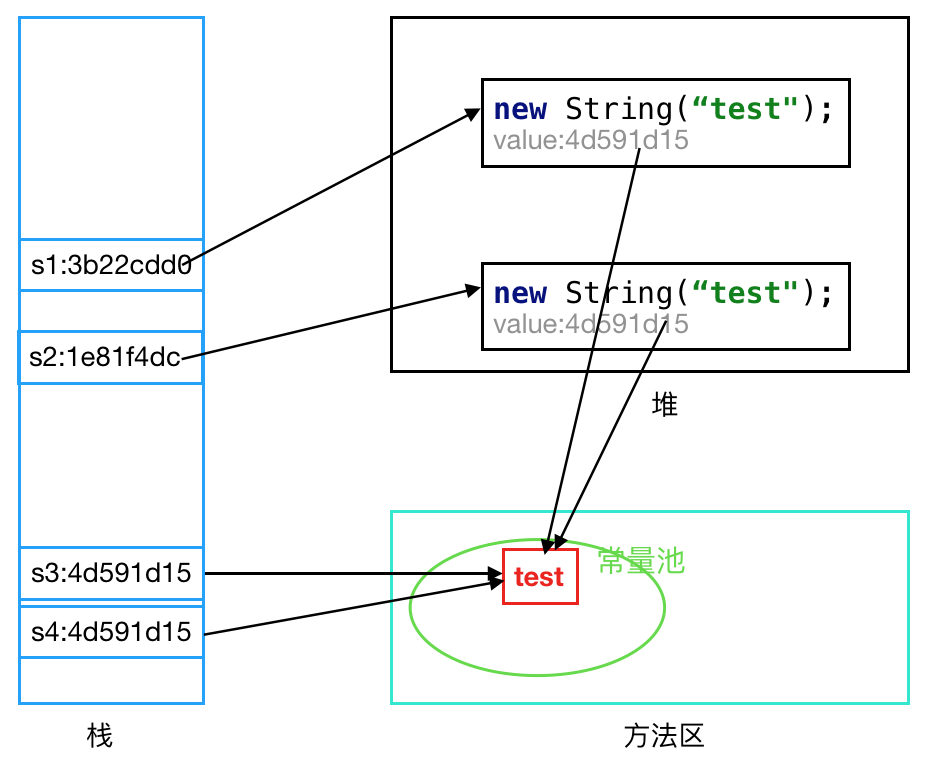 new String(“test");
value:4d591d15
s1:3b22cdd0
new String(“test");
value:4d591d15
s2:1e81f4dc
堆
s3:4d591d15
常量池
test
s4:4d591d15
栈
方法区